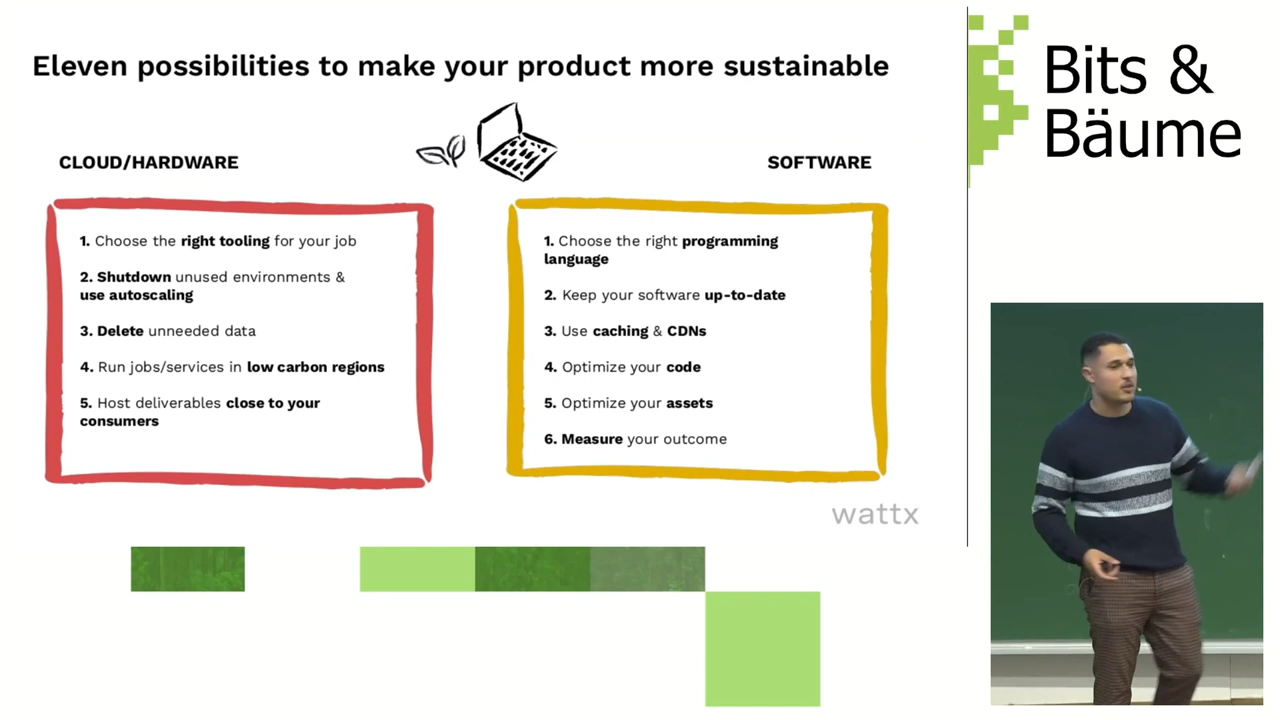 Eleven possibilities to make your product more sustainable
CLOUD/HARDWARE
1. Choose the right tooling for your job
2. Shutdown unused environments &
use autoscaling
3. Delete unneeded data
4. Run jobs/services in low carbon regions
5. Host deliverables close to your
consumers
SOFTWARE
1. Choose the right programming
language
2. Keep your software up-to-date
3. Use caching & CDNs
4. Optimize your code
5. Optimize your assets
6. Measure your outcome
wattx
Bits &
Bäume